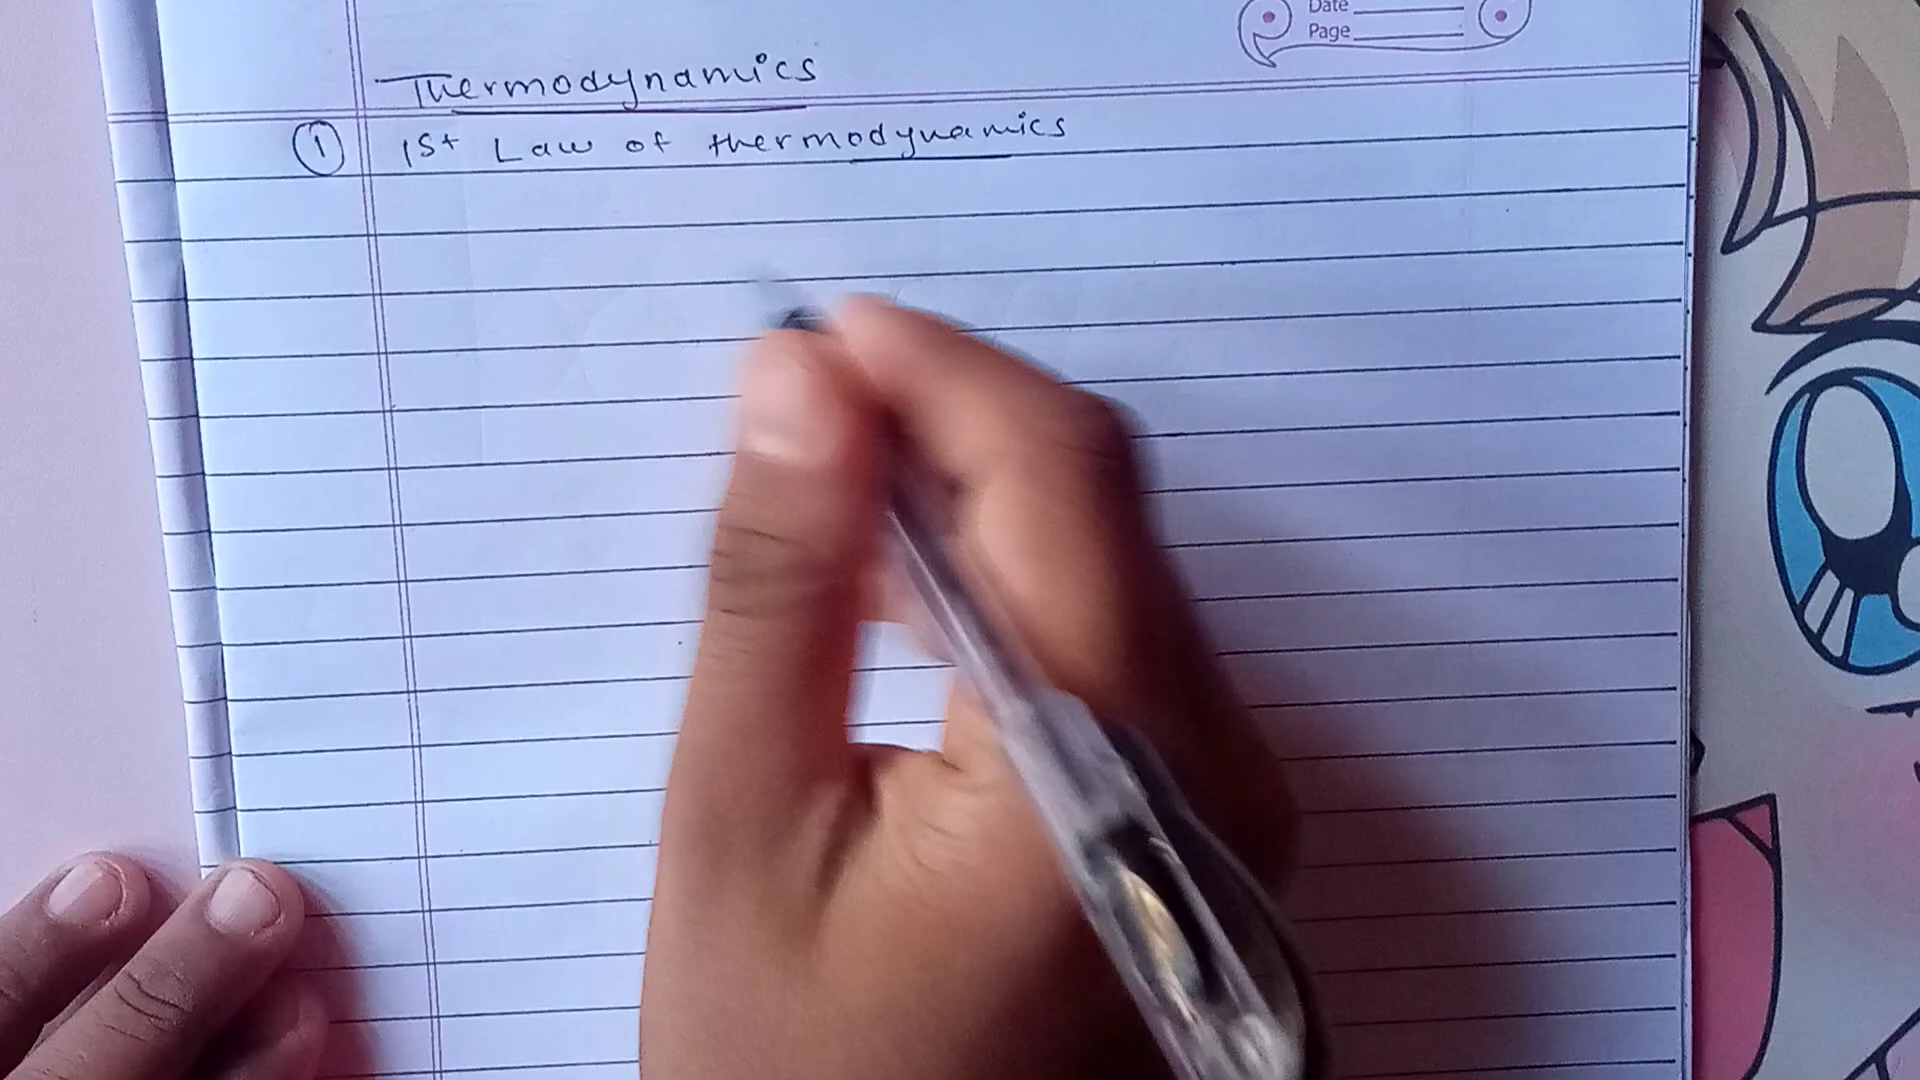 Date
Page
Thermodynamics
① 1st Law of thermodynamics